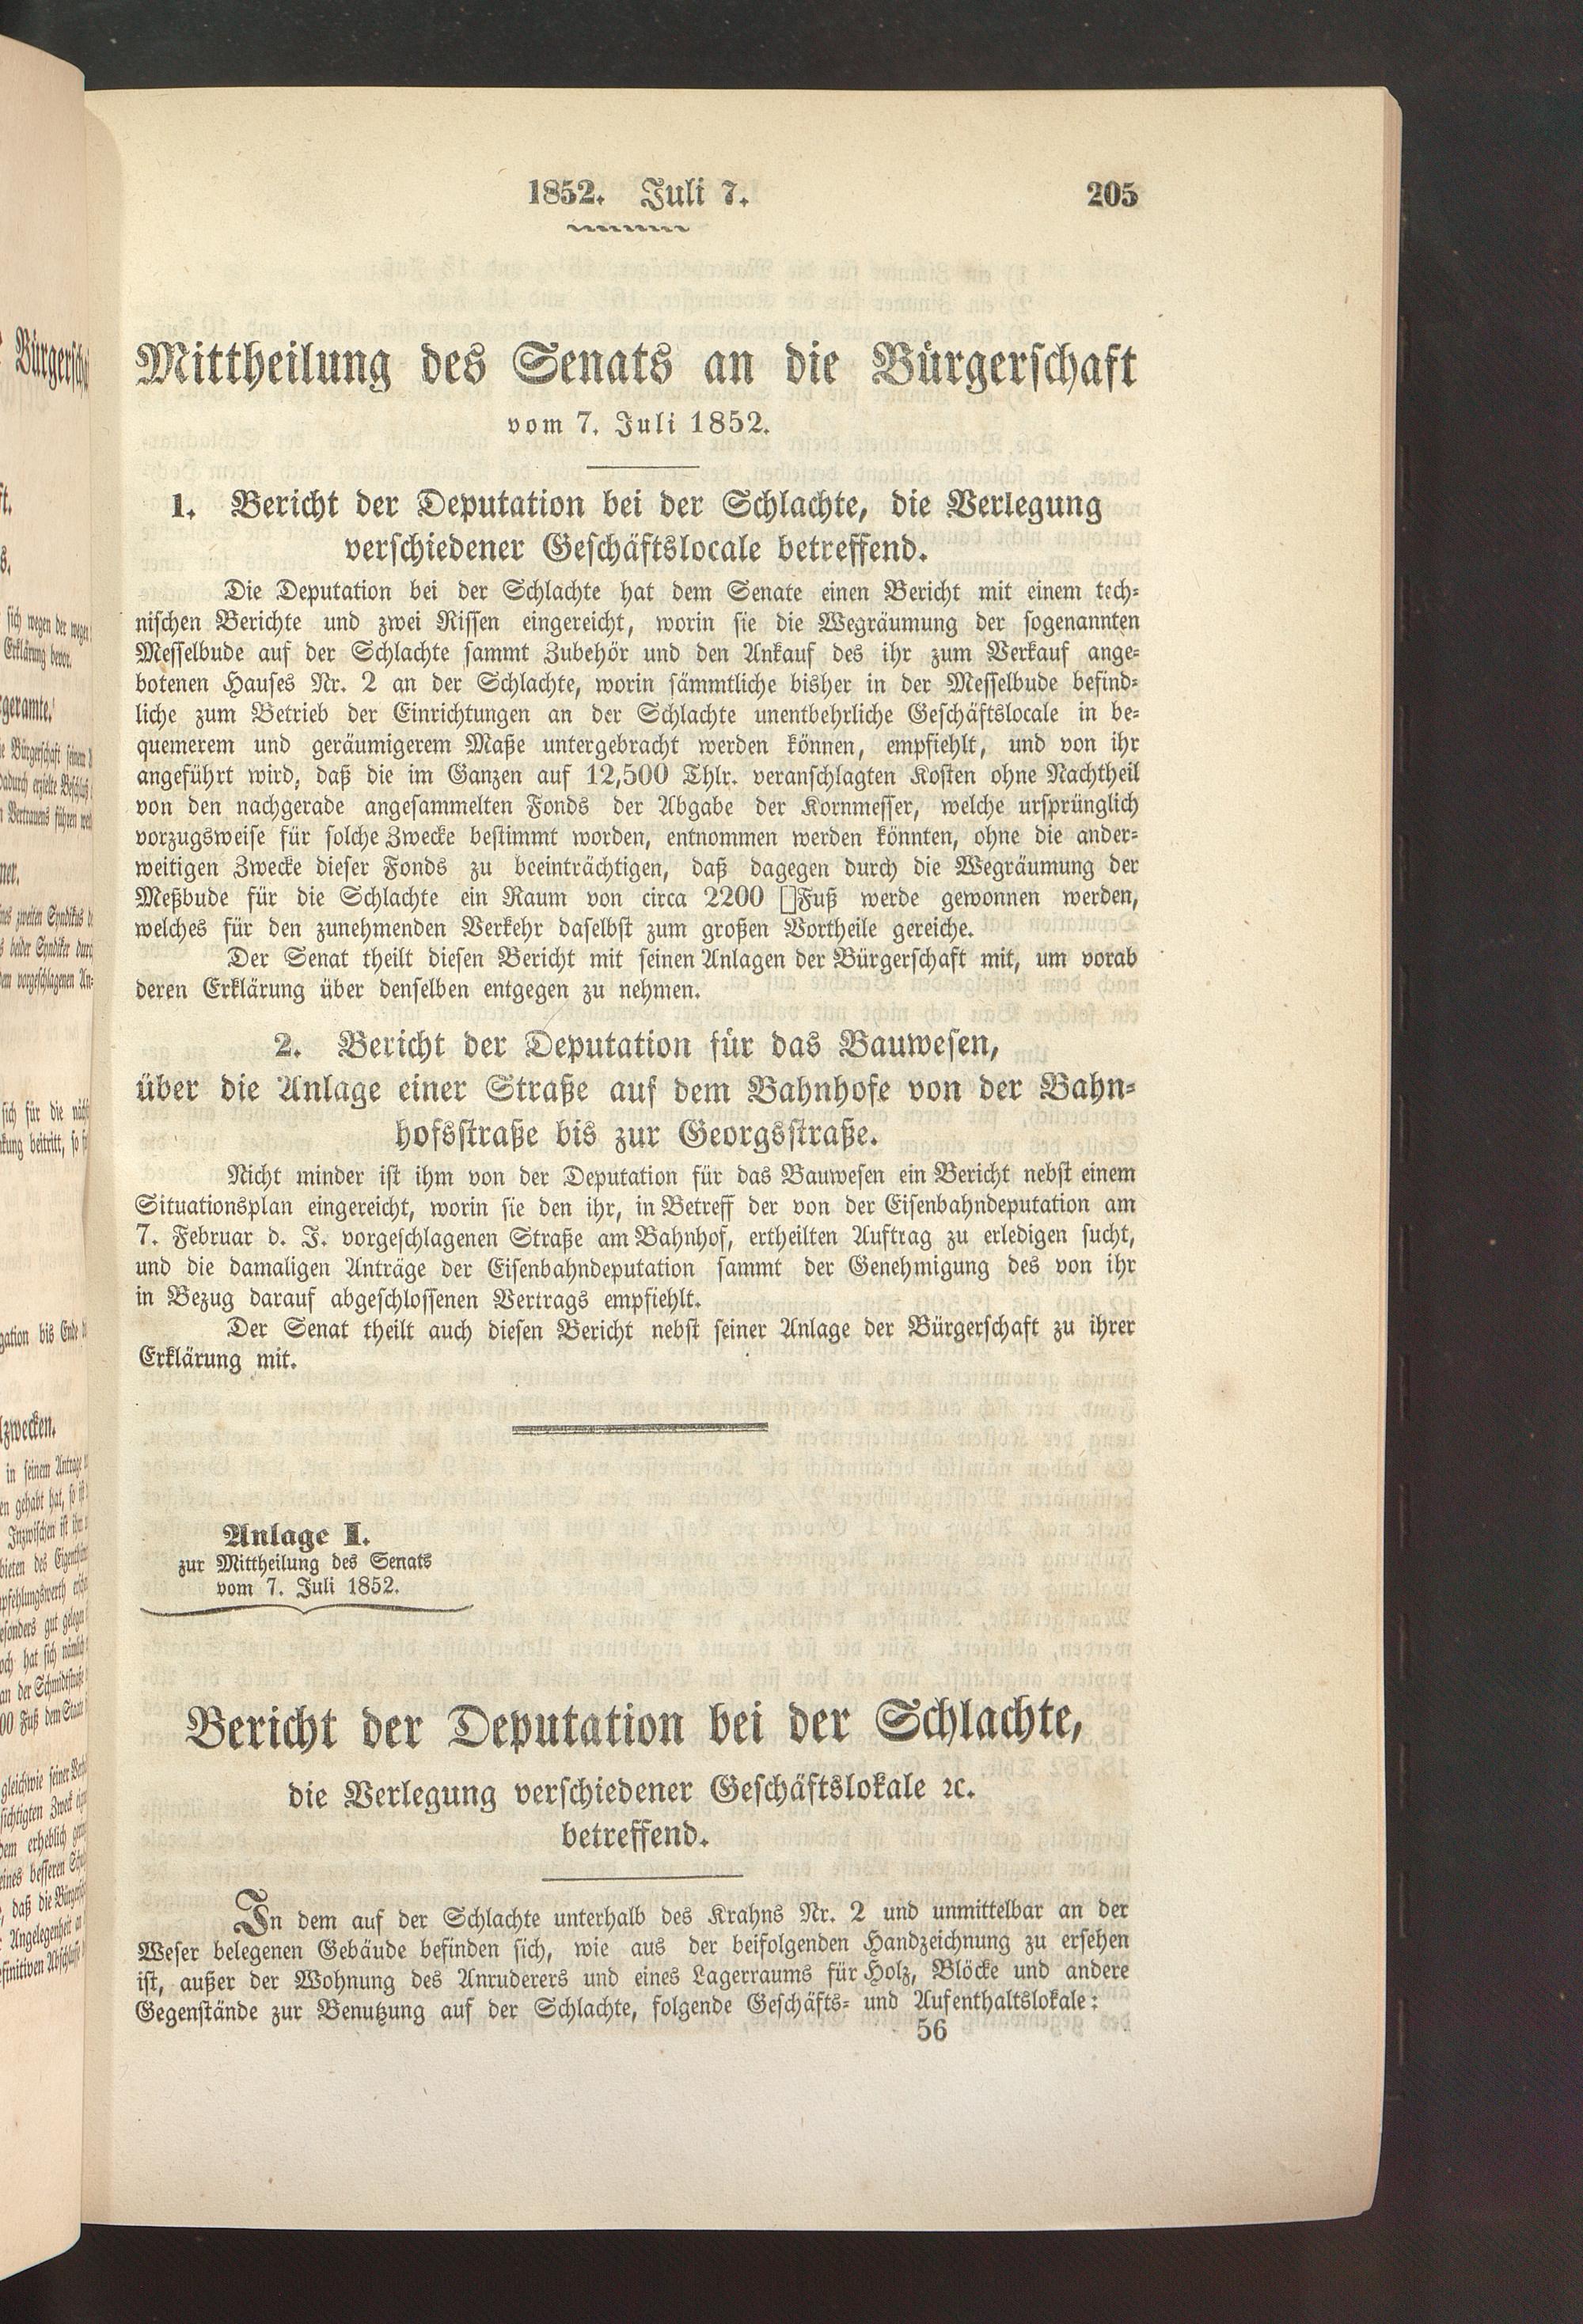 1852. Juli 7.
205
Mittheilung des Senats an die Bürgerschaft
vom 7. Juli 1852.
1. Bericht der Deputation bei der Schlachte, die Verlegung
verschiedener Geschäftslocale betreffend.
Die Deputation bei der Schlachte hat dem Senate einen Bericht mit einem tech-
nischen Berichte und zwei Rissen eingereicht, worin sie die Wegräumung der sogenannten
Messelbude auf der Schlachte sammt Zubehör und den Ankauf des ihr zum Verkauf ange-
botenen Hauses Nr. 2 an der Schlachte, worin sämmtliche bisher in der Messelbude befind-
liche zum Betrieb der Einrichtungen an der Schlachte unentbehrliche Geschäftslocale in be-
quemerem und geräumigerem Maße untergebracht werden können, empfiehlt, und von ihr
angeführt wird, daß die im Ganzen auf 12,500 Thlr. veranschlagten Kosten ohne Nachtheil
von den nachgerade angesammelten Fonds der Abgabe der Kornmesser, welche ursprünglich
vorzugsweise für solche Zwecke bestimmt worden, entnommen werden könnten, ohne die ander-
weitigen Zwecke dieser Fonds zu beeinträchtigen, daß dagegen durch die Wegräumung der
Meßbude für die Schlachte ein Raum von circa 2200 □Fuß werde gewonnen werden,
welches für den zunehmenden Verkehr daselbst zum großen Vortheile gereiche.
Der Senat theilt diesen Bericht mit seinen Anlagen der Bürgerschaft mit, um vorab
deren Erklärung über denselben entgegen zu nehmen.
2. Bericht der Deputation für das Bauwesen,
über die Anlage einer Straße auf dem Bahnhofe von der Bahn-
hofsstraße bis zur Georgsstraße.
Nicht minder ist ihm von der Deputation für das Bauwesen ein Bericht nebst einem
Situationsplan eingereicht, worin sie den ihr, in Betreff der von der Eisenbahndeputation am
7. Februar d. J. vorgeschlagenen Straße am Bahnhof, ertheilten Auftrag zu erledigen sucht,
und die damaligen Anträge der Eisenbahndeputation sammt der Genehmigung des von ihr
in Bezug darauf abgeschlossenen Vertrags empfiehlt.
Der Senat theilt auch diesen Bericht nebst seiner Anlage der Bürgerschaft zu ihrer
Erklärung mit.
Anlage I.
zur Mittheilung des Senats
vom 7. Juli 1852.
Bericht der Deputation bei der Schlachte,
die Verlegung verschiedener Geschäftslokale ꝛc.
betreffend.
In dem auf der Schlachte unterhalb des Krahns Nr. 2 und unmittelbar an der
Weser belegenen Gebäude befinden sich, wie aus der beifolgenden Handzeichnung zu ersehen
ist, außer der Wohnung des Anruderers und eines Lagerraums für Holz, Blöcke und andere
Gegenstände zur Benutzung auf der Schlachte, folgende Geschäfts- und Aufenthaltslokale:
56